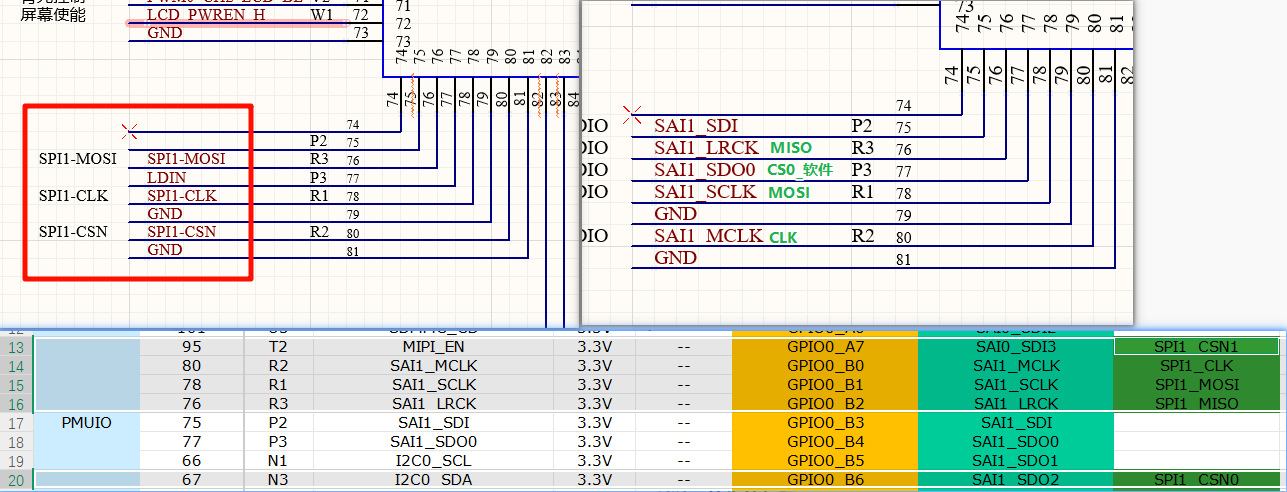 屏幕使能 LCD_PWREN_H W1 72
GND 73
71
72
73
74 75 76 77 78 79 80 81 82 83
74 75 76 77 78 79 80 81 82 83 84
74
P2 75
SPI1-MOSI SPI1-MOSI R3 76
LDIN P3 77
SPI1-CLK SPI1-CLK R1 78
GND 79
SPI1-CSN SPI1-CSN R2 80
GND 81
73
74 75 76 77 78 79 80 81
74 75 76 77 78 79 80 81 82
74
DIO SAI1_SDI P2 75
DIO SAI1_LRCK MISO R3 76
DIO SAI1_SDO0 CS0_软件 P3 77
DIO SAI1_SCLK MOSI R1 78
GND 79
DIO SAI1_MCLK CLK R2 80
GND 81
13 95 T2 MIPI_EN 3.3V -- GPIO0_A7 SAI0_SDI3 SPI1_CSN1
14 80 R2 SAI1_MCLK 3.3V -- GPIO0_B0 SAI1_MCLK SPI1_CLK
15 78 R1 SAI1_SCLK 3.3V -- GPIO0_B1 SAI1_SCLK SPI1_MOSI
16 76 R3 SAI1_LRCK 3.3V -- GPIO0_B2 SAI1_LRCK SPI1_MISO
17 PMUIO 75 P2 SAI1_SDI 3.3V -- GPIO0_B3 SAI1_SDI
18 77 P3 SAI1_SDO0 3.3V -- GPIO0_B4 SAI1_SDO0
19 66 N1 I2C0_SCL 3.3V -- GPIO0_B5 SAI1_SDO1
20 67 N3 I2C0_SDA 3.3V -- GPIO0_B6 SAI1_SDO2 SPI1_CSN0